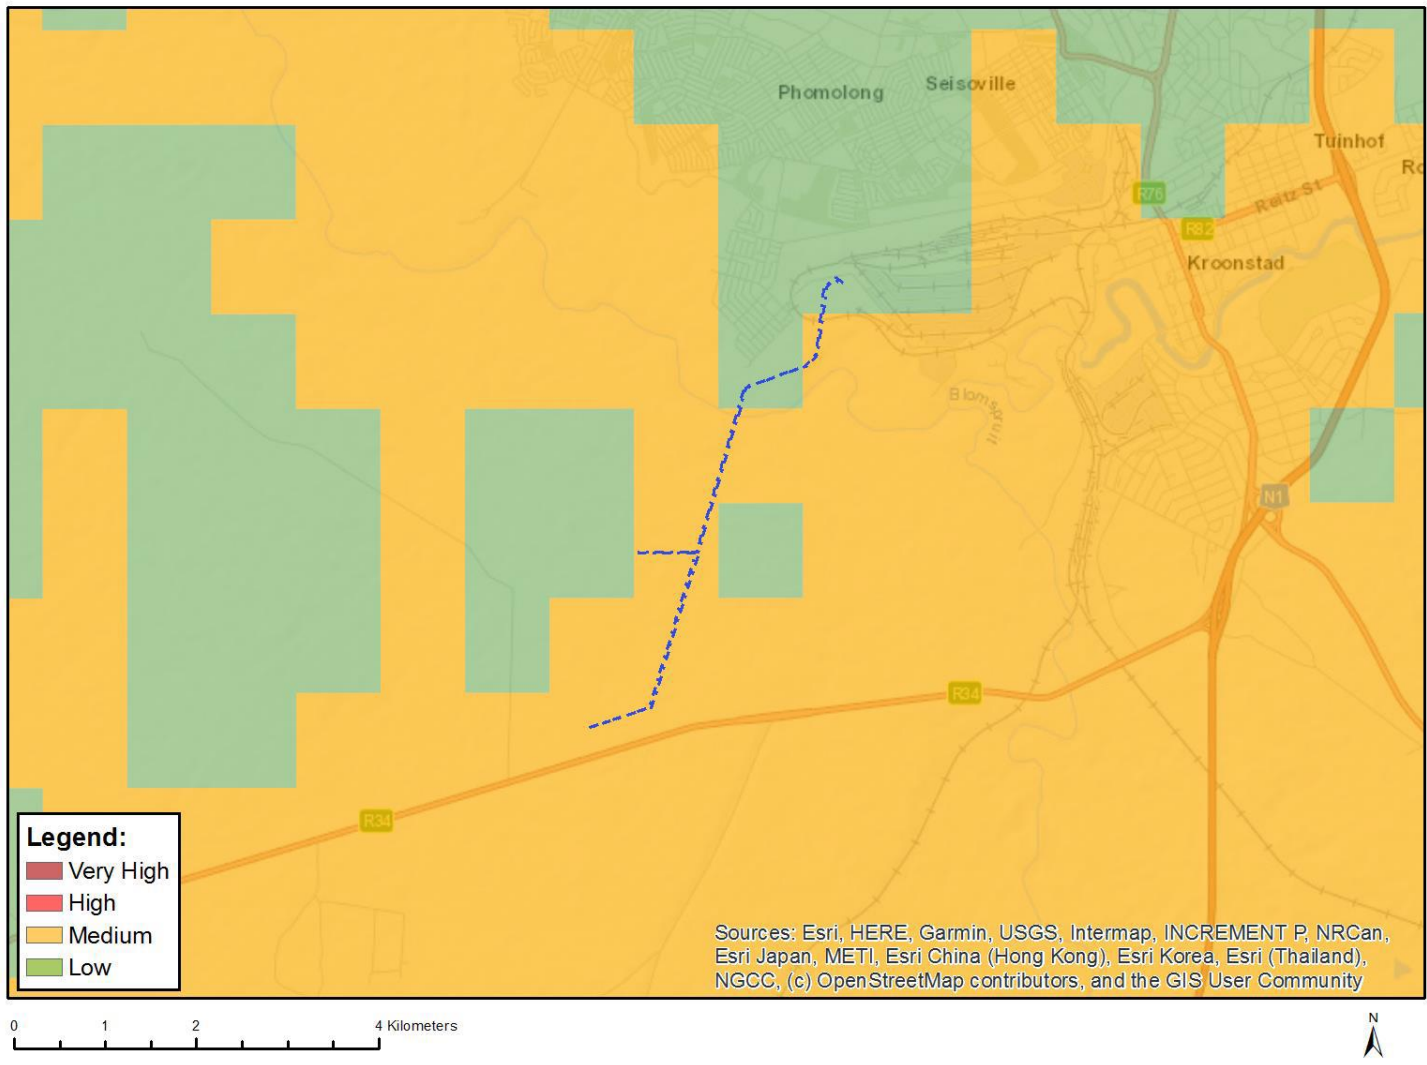 Phomolong
Seisoville
Tuinhof
Ro
R76
Reitz St
R82
Kroonstad
Blomspruit
N1
R34
R34
Legend:
Very High
High
Medium
Low
Sources: Esri, HERE, Garmin, USGS, Intermap, INCREMENT P, NRCan,
Esri Japan, METI, Esri China (Hong Kong), Esri Korea, Esri (Thailand),
NGCC, (c) OpenStreetMap contributors, and the GIS User Community
0 1 2 4 Kilometers
N